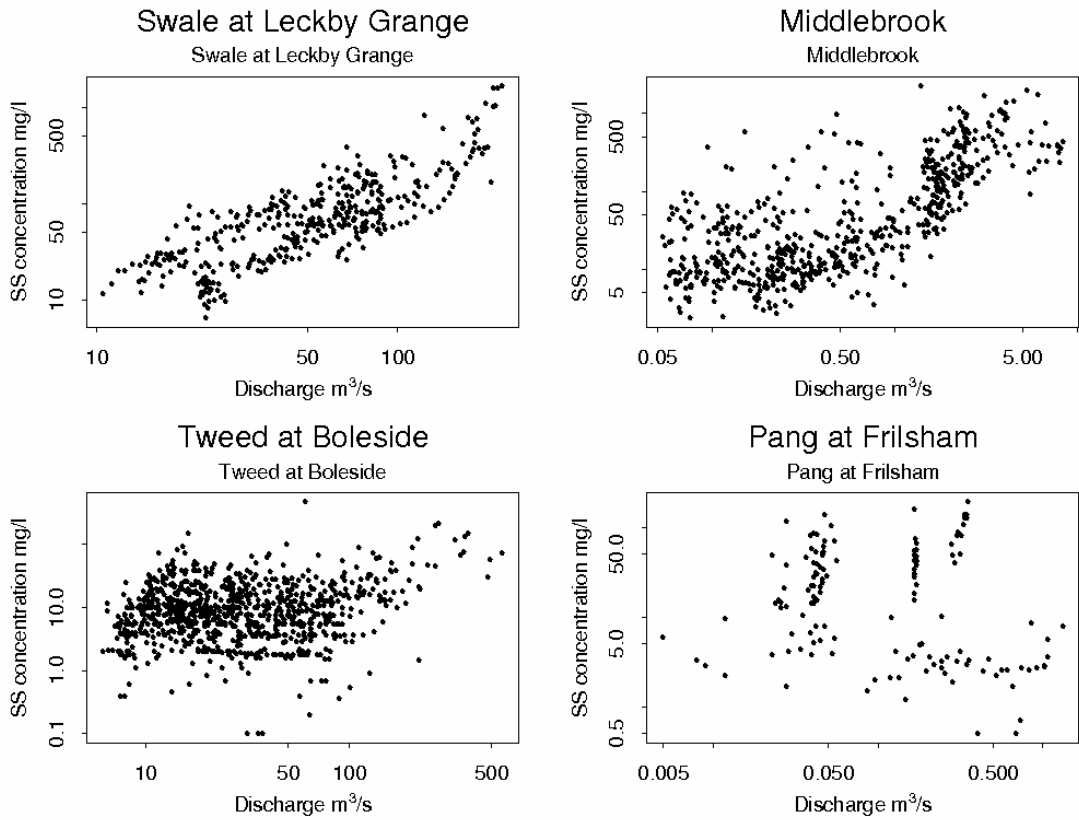 Swale at Leckby Grange
Swale at Leckby Grange
SS concentration mg/l
500
50
10
10
50
100
Discharge m³/s
Middlebrook
Middlebrook
SS concentration mg/l
500
50
5
0.05
0.50
5.00
Discharge m³/s
Tweed at Boleside
Tweed at Boleside
SS concentration mg/l
10.0
1.0
0.1
10
50
100
500
Discharge m³/s
Pang at Frilsham
Pang at Frilsham
SS concentration mg/l
50.0
5.0
0.5
0.005
0.050
0.500
Discharge m³/s